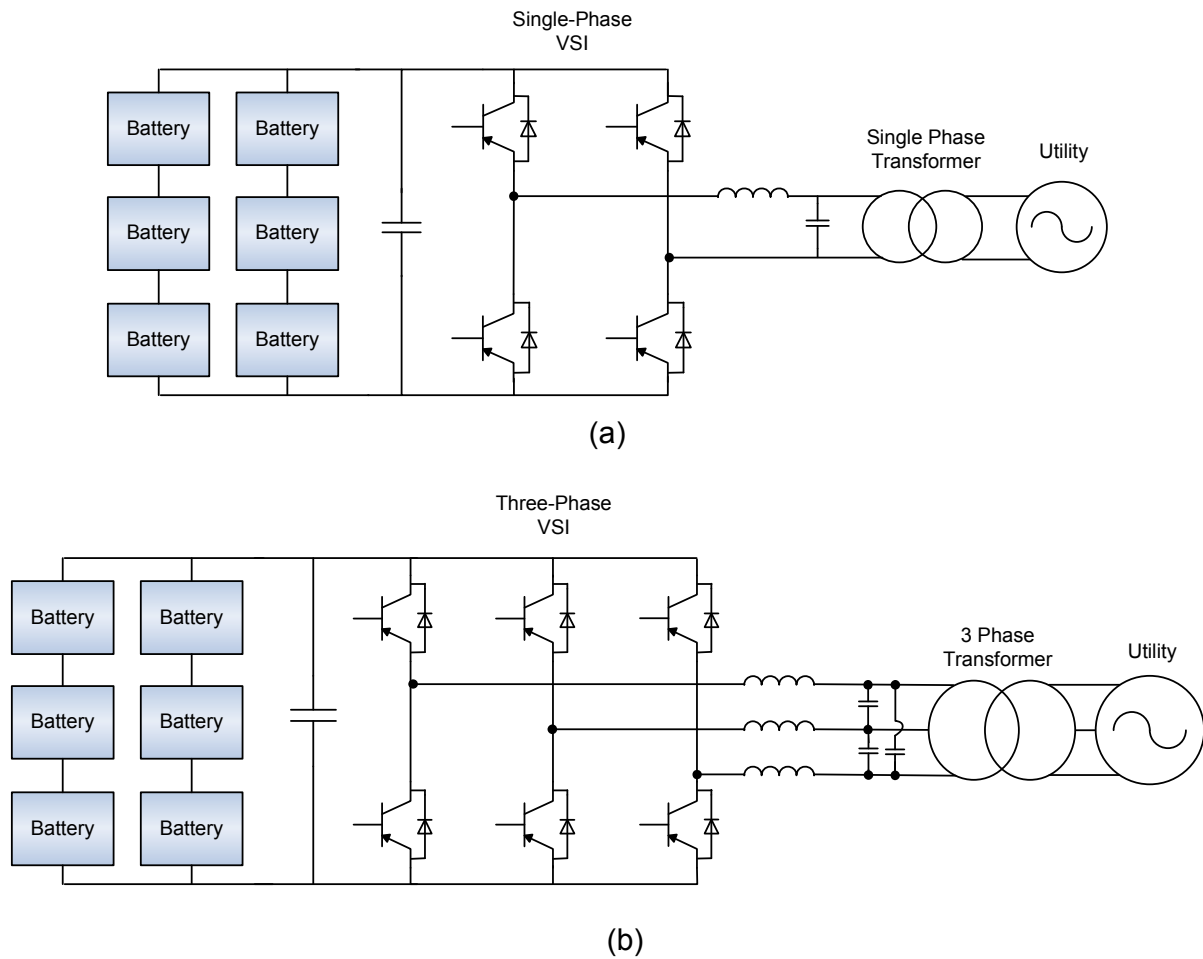 Single-Phase
VSI
Battery
Battery
Single Phase
Transformer
Utility
Battery
Battery
Battery
Battery
(a)
Three-Phase
VSI
Battery
Battery
3 Phase
Transformer
Utility
Battery
Battery
Battery
Battery
(b)